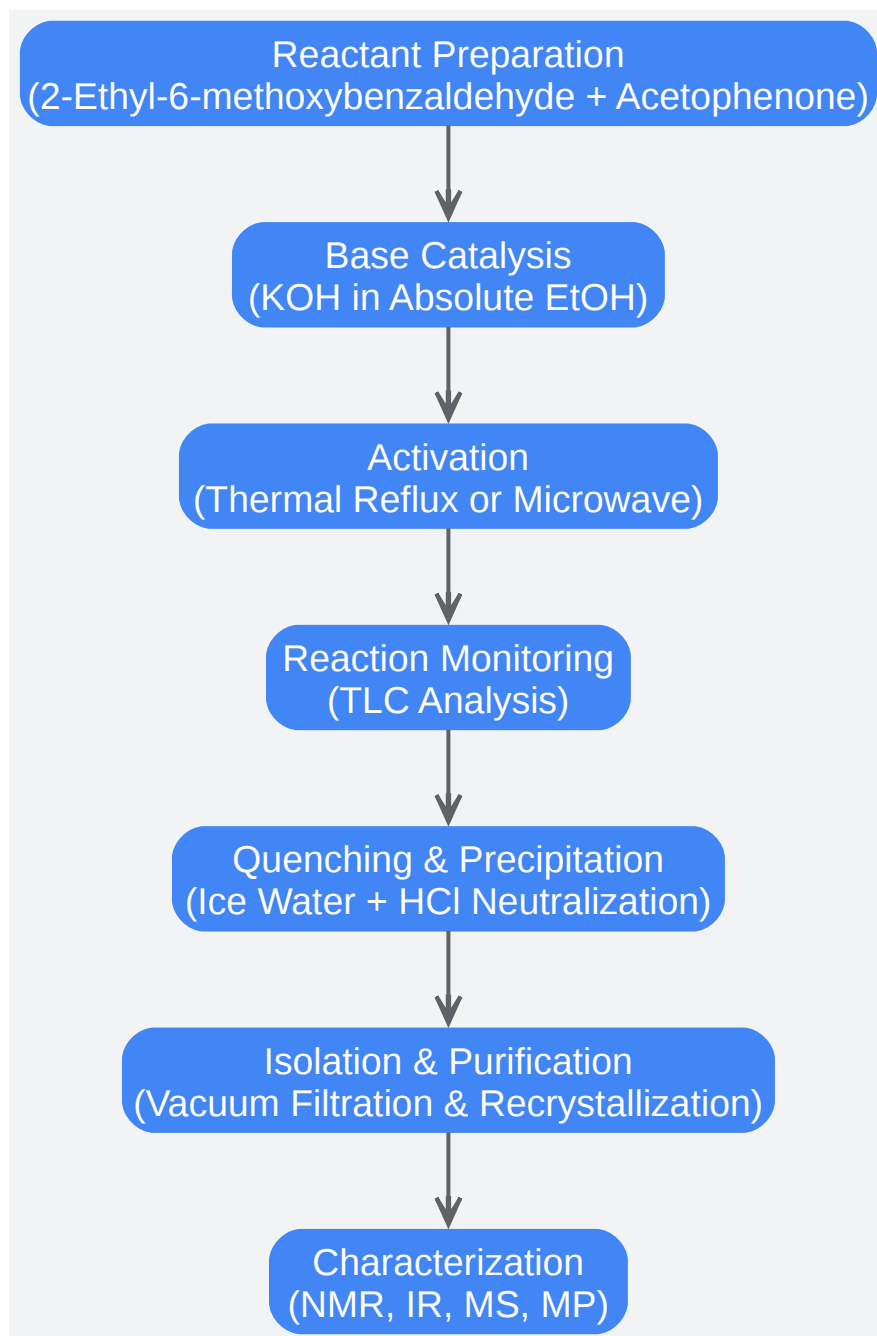 Reactant Preparation
(2-Ethyl-6-methoxybenzaldehyde + Acetophenone)
Base Catalysis
(KOH in Absolute EtOH)
Activation
(Thermal Reflux or Microwave)
Reaction Monitoring
(TLC Analysis)
Quenching & Precipitation
(Ice Water + HCl Neutralization)
Isolation & Purification
(Vacuum Filtration & Recrystallization)
Characterization
(NMR, IR, MS, MP)